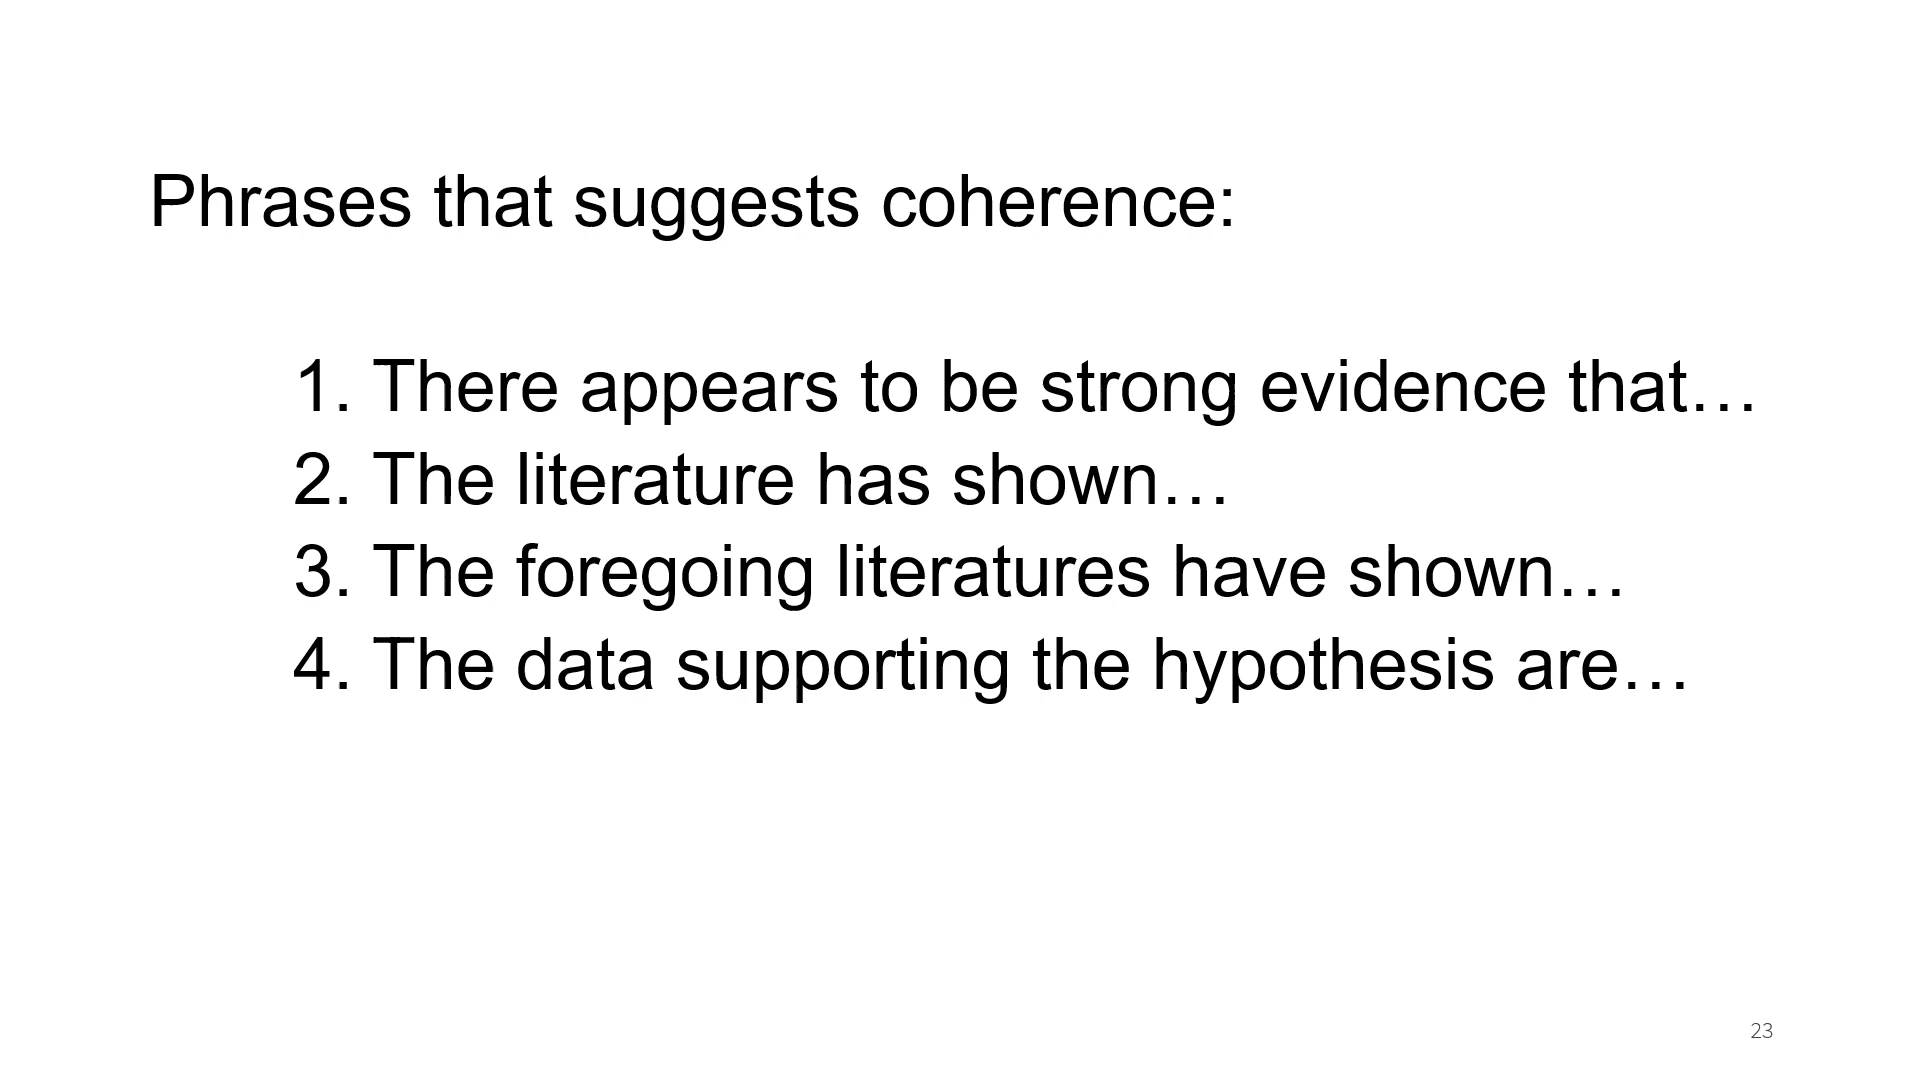 Phrases that suggests coherence:
1. There appears to be strong evidence that…
2. The literature has shown…
3. The foregoing literatures have shown…
4. The data supporting the hypothesis are…
23